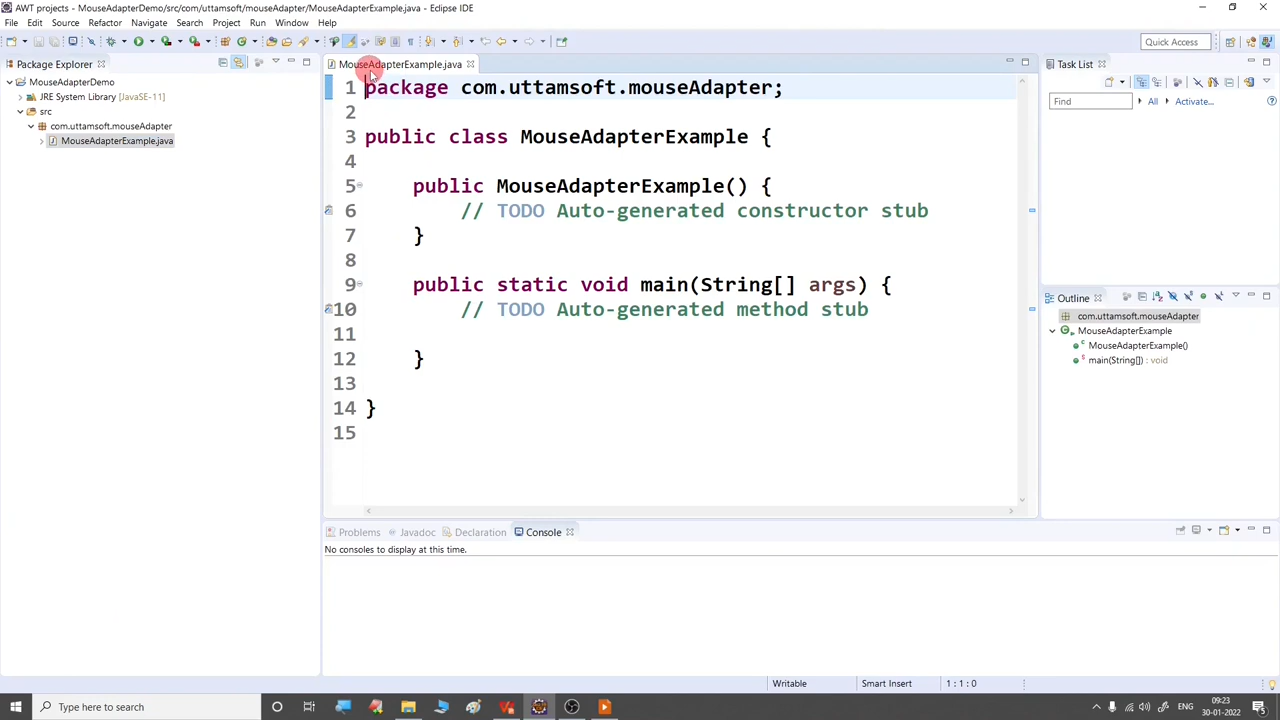 AWT projects - MouseAdapterDemo/src/com/uttamsoft/mouseAdapter/MouseAdapterExample.java - Eclipse IDE
File Edit Source Refactor Navigate Search Project Run Window Help
Quick Access
Package Explorer
MouseAdapterDemo
JRE System Library [JavaSE-11]
src
com.uttamsoft.mouseAdapter
MouseAdapterExample.java
MouseAdapterExample.java
1 package com.uttamsoft.mouseAdapter;
2
3 public class MouseAdapterExample {
4
5 public MouseAdapterExample() {
6 // TODO Auto-generated constructor stub
7 }
8
9 public static void main(String[] args) {
10 // TODO Auto-generated method stub
11
12 }
13
14 }
15
Task List
Find All Activate...
Outline
com.uttamsoft.mouseAdapter
MouseAdapterExample
MouseAdapterExample()
main(String[]) : void
Problems Javadoc Declaration Console
No consoles to display at this time.
Writable Smart Insert 1 : 1 : 0
Type here to search
ENG
09:23
30-01-2022
5